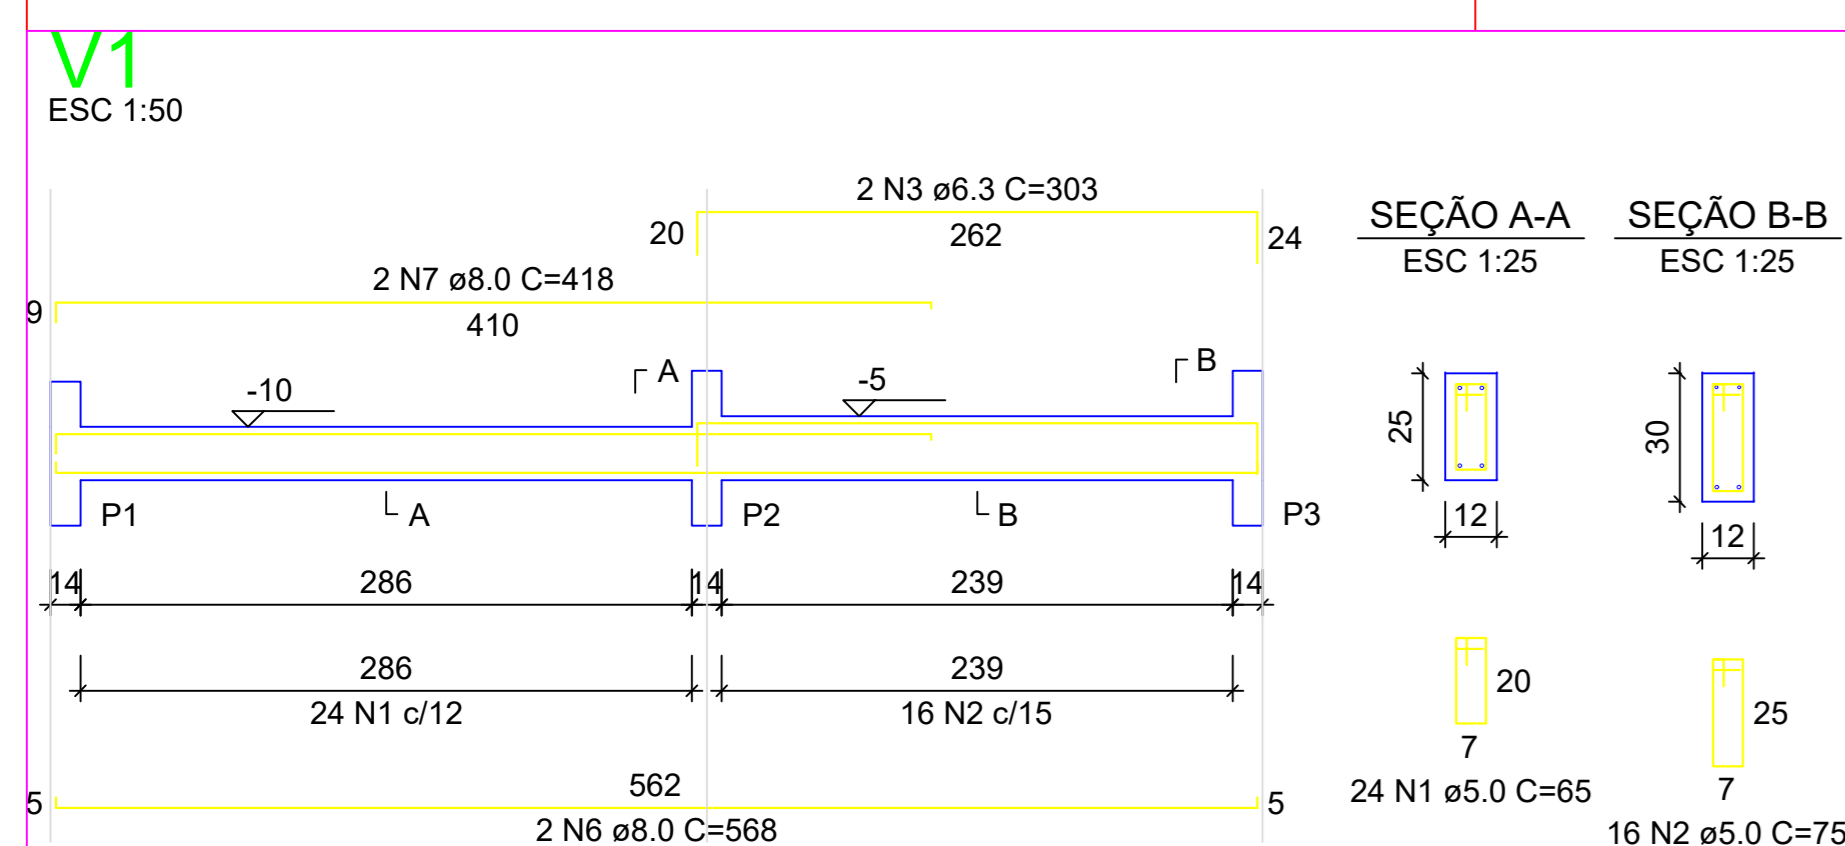 V1
ESC 1:50
2 N3 ø6.3 C=303
20
262
24
2 N7 ø8.0 C=418
9
410
SEÇÃO A-A
ESC 1:25
SEÇÃO B-B
ESC 1:25
A
B
-10
-5
25
30
P1
A
P2
B
P3
12
12
14
286
14
239
14
286
24 N1 c/12
239
16 N2 c/15
20
7
24 N1 ø5.0 C=65
25
7
16 N2 ø5.0 C=75
5
562
5
2 N6 ø8.0 C=568